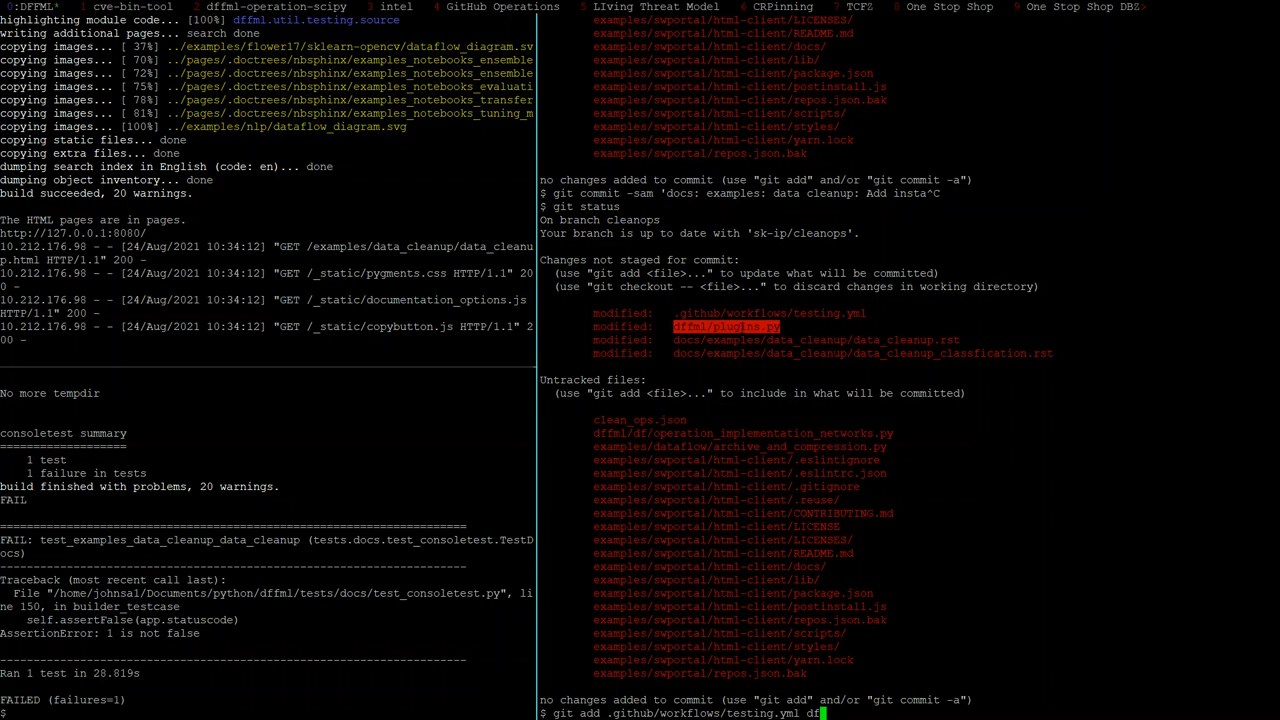 0:DFFML* 1 cve-bin-tool 2 dffml-operation-scipy 3 intel 4 GitHub Operations 5 LIving Threat Model 6 CRPinning 7 TCFZ 8 One Stop Shop 9 One Stop Shop DBZ>
highlighting module code... [100%] dffml.util.testing.source
writing additional pages... search done
copying images... [ 37%] ../examples/flower17/sklearn-opencv/dataflow_diagram.sv
copying images... [ 70%] ../pages/.doctrees/nbsphinx/examples_notebooks_ensemble
copying images... [ 72%] ../pages/.doctrees/nbsphinx/examples_notebooks_ensemble
copying images... [ 75%] ../pages/.doctrees/nbsphinx/examples_notebooks_evaluati
copying images... [ 78%] ../pages/.doctrees/nbsphinx/examples_notebooks_transfer
copying images... [ 81%] ../pages/.doctrees/nbsphinx/examples_notebooks_tuning_m
copying images... [100%] ../examples/nlp/dataflow_diagram.svg
copying static files... done
copying extra files... done
dumping search index in English (code: en)... done
dumping object inventory... done
build succeeded, 20 warnings.
The HTML pages are in pages.
http://127.0.0.1:8080/
10.212.176.98 - - [24/Aug/2021 10:34:12] "GET /examples/data_cleanup/data_cleanu
p.html HTTP/1.1" 200 -
10.212.176.98 - - [24/Aug/2021 10:34:12] "GET /_static/pygments.css HTTP/1.1" 20
0 -
10.212.176.98 - - [24/Aug/2021 10:34:12] "GET /_static/documentation_options.js
HTTP/1.1" 200 -
10.212.176.98 - - [24/Aug/2021 10:34:12] "GET /_static/copybutton.js HTTP/1.1" 2
00 -
No more tempdir
consoletest summary
===================
1 test
1 failure in tests
build finished with problems, 20 warnings.
FAIL
======================================================================
FAIL: test_examples_data_cleanup_data_cleanup (tests.docs.test_consoletest.TestD
ocs)
----------------------------------------------------------------------
Traceback (most recent call last):
File "/home/johnsa1/Documents/python/dffml/tests/docs/test_consoletest.py", li
ne 150, in builder_testcase
self.assertFalse(app.statuscode)
AssertionError: 1 is not false
----------------------------------------------------------------------
Ran 1 test in 28.819s
FAILED (failures=1)
$
examples/swportal/html-client/LICENSES/
examples/swportal/html-client/README.md
examples/swportal/html-client/docs/
examples/swportal/html-client/lib/
examples/swportal/html-client/package.json
examples/swportal/html-client/postinstall.js
examples/swportal/html-client/repos.json.bak
examples/swportal/html-client/scripts/
examples/swportal/html-client/styles/
examples/swportal/html-client/yarn.lock
examples/swportal/repos.json.bak
no changes added to commit (use "git add" and/or "git commit -a")
$ git commit -sam 'docs: examples: data cleanup: Add insta^C
$ git status
On branch cleanops
Your branch is up to date with 'sk-ip/cleanops'.
Changes not staged for commit:
(use "git add <file>..." to update what will be committed)
(use "git checkout -- <file>..." to discard changes in working directory)
modified: .github/workflows/testing.yml
modified: dffml/plugins.py
modified: docs/examples/data_cleanup/data_cleanup.rst
modified: docs/examples/data_cleanup/data_cleanup_classfication.rst
Untracked files:
(use "git add <file>..." to include in what will be committed)
clean_ops.json
dffml/df/operation_implementation_networks.py
examples/dataflow/archive_and_compression.py
examples/swportal/html-client/.eslintignore
examples/swportal/html-client/.eslintrc.json
examples/swportal/html-client/.gitignore
examples/swportal/html-client/.reuse/
examples/swportal/html-client/CONTRIBUTING.md
examples/swportal/html-client/LICENSE
examples/swportal/html-client/LICENSES/
examples/swportal/html-client/README.md
examples/swportal/html-client/docs/
examples/swportal/html-client/lib/
examples/swportal/html-client/package.json
examples/swportal/html-client/postinstall.js
examples/swportal/html-client/repos.json.bak
examples/swportal/html-client/scripts/
examples/swportal/html-client/styles/
examples/swportal/html-client/yarn.lock
examples/swportal/repos.json.bak
no changes added to commit (use "git add" and/or "git commit -a")
$ git add .github/workflows/testing.yml df